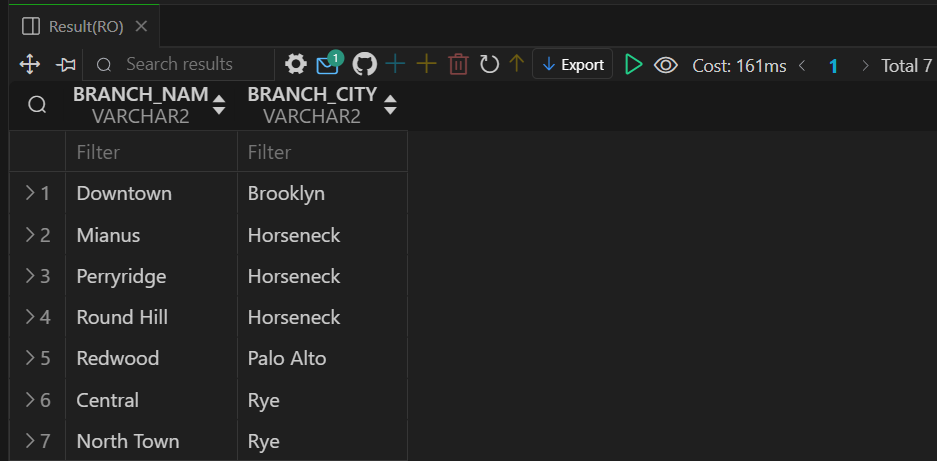 Result(RO)
Search results 1 Export Cost: 161ms 1 Total 7
BRANCH_NAM BRANCH_CITY
VARCHAR2 VARCHAR2
Filter Filter
1 Downtown Brooklyn
2 Mianus Horseneck
3 Perryridge Horseneck
4 Round Hill Horseneck
5 Redwood Palo Alto
6 Central Rye
7 North Town Rye